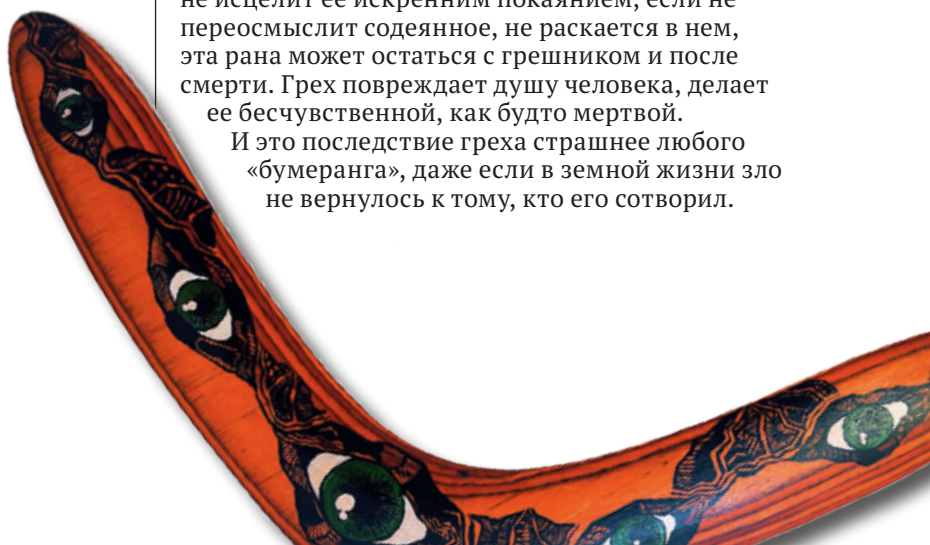 не исцелит ее искренним покаянием, если не
переосмыслит содеянное, не раскается в нем,
эта рана может остаться с грешником и после
смерти. Грех повреждает душу человека, делает
ее бесчувственной, как будто мертвой.
И это последствие греха страшнее любого
«бумеранга», даже если в земной жизни зло
не вернулось к тому, кто его сотворил.